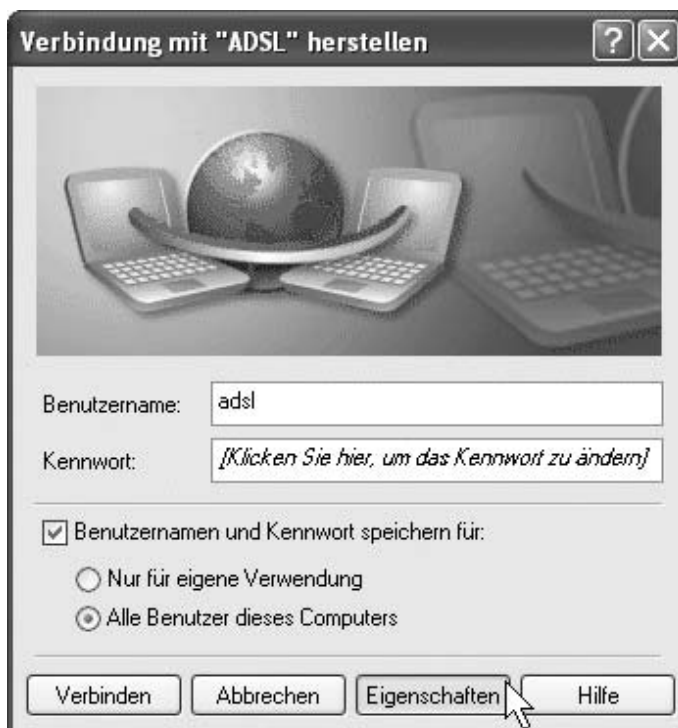 Verbindung mit "ADSL" herstellen
Benutzername: adsl
Kennwort: [Klicken Sie hier, um das Kennwort zu ändern]
Benutzernamen und Kennwort speichern für:
Nur für eigene Verwendung
Alle Benutzer dieses Computers
Verbinden Abbrechen Eigenschaften Hilfe